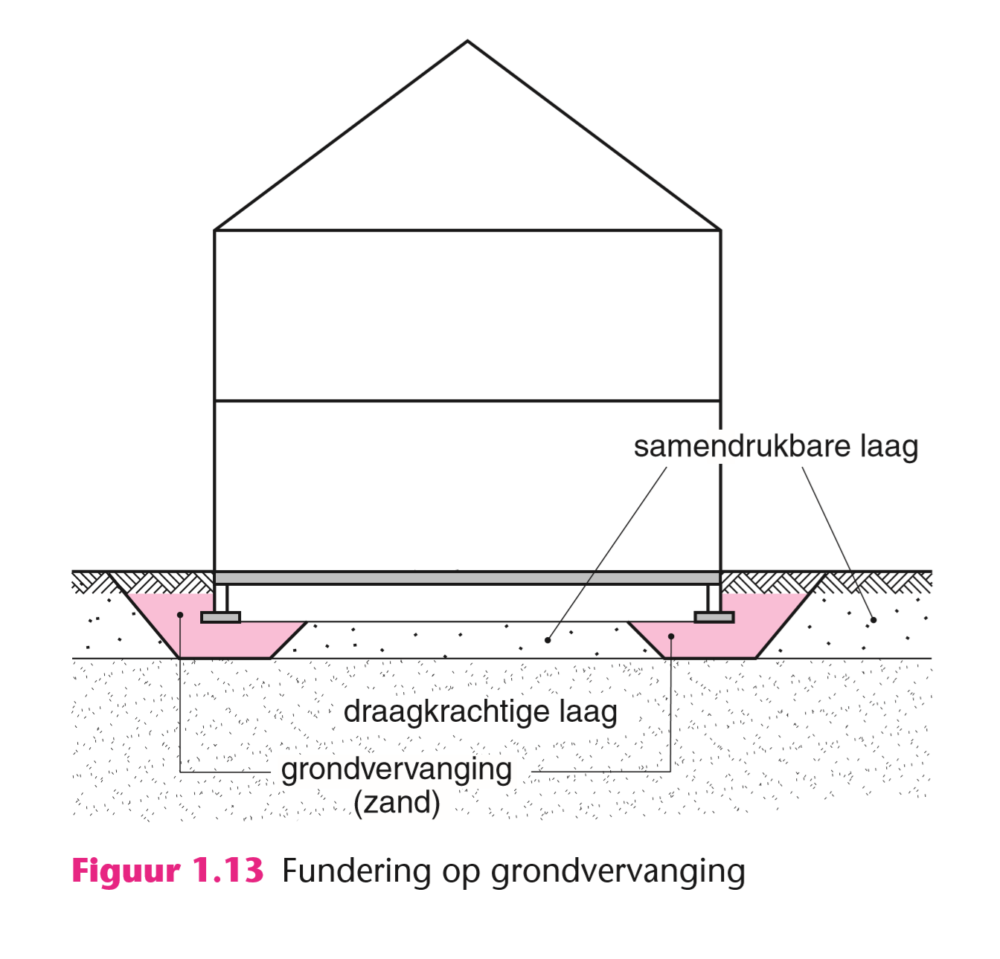 samendrukbare laag
draagkrachtige laag
grondvervanging
(zand)
Figuur 1.13 Fundering op grondvervanging